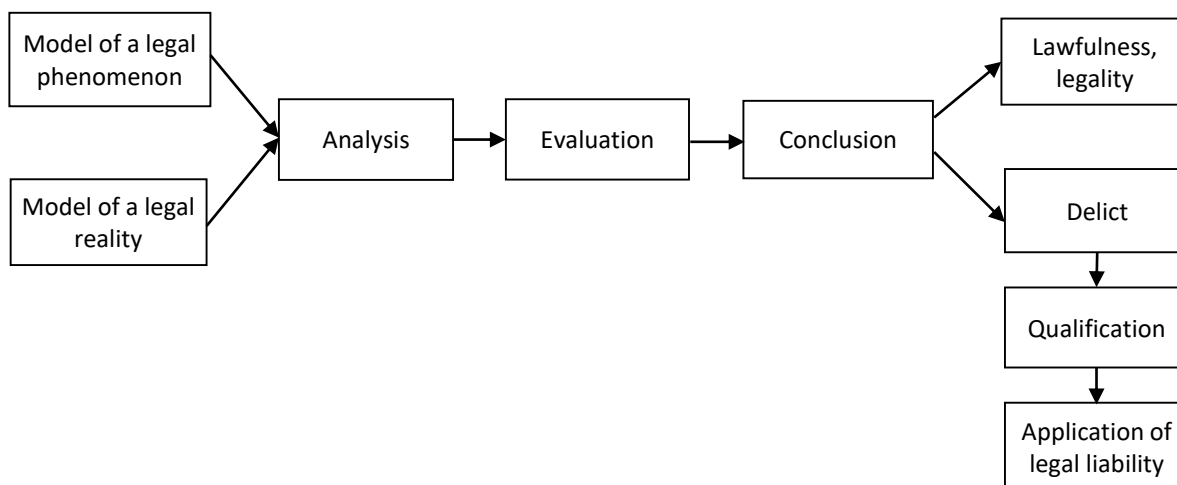 Model of a legal
phenomenon
Model of a legal
reality
Analysis
Evaluation
Conclusion
Lawfulness,
legality
Delict
Qualification
Application of
legal liability